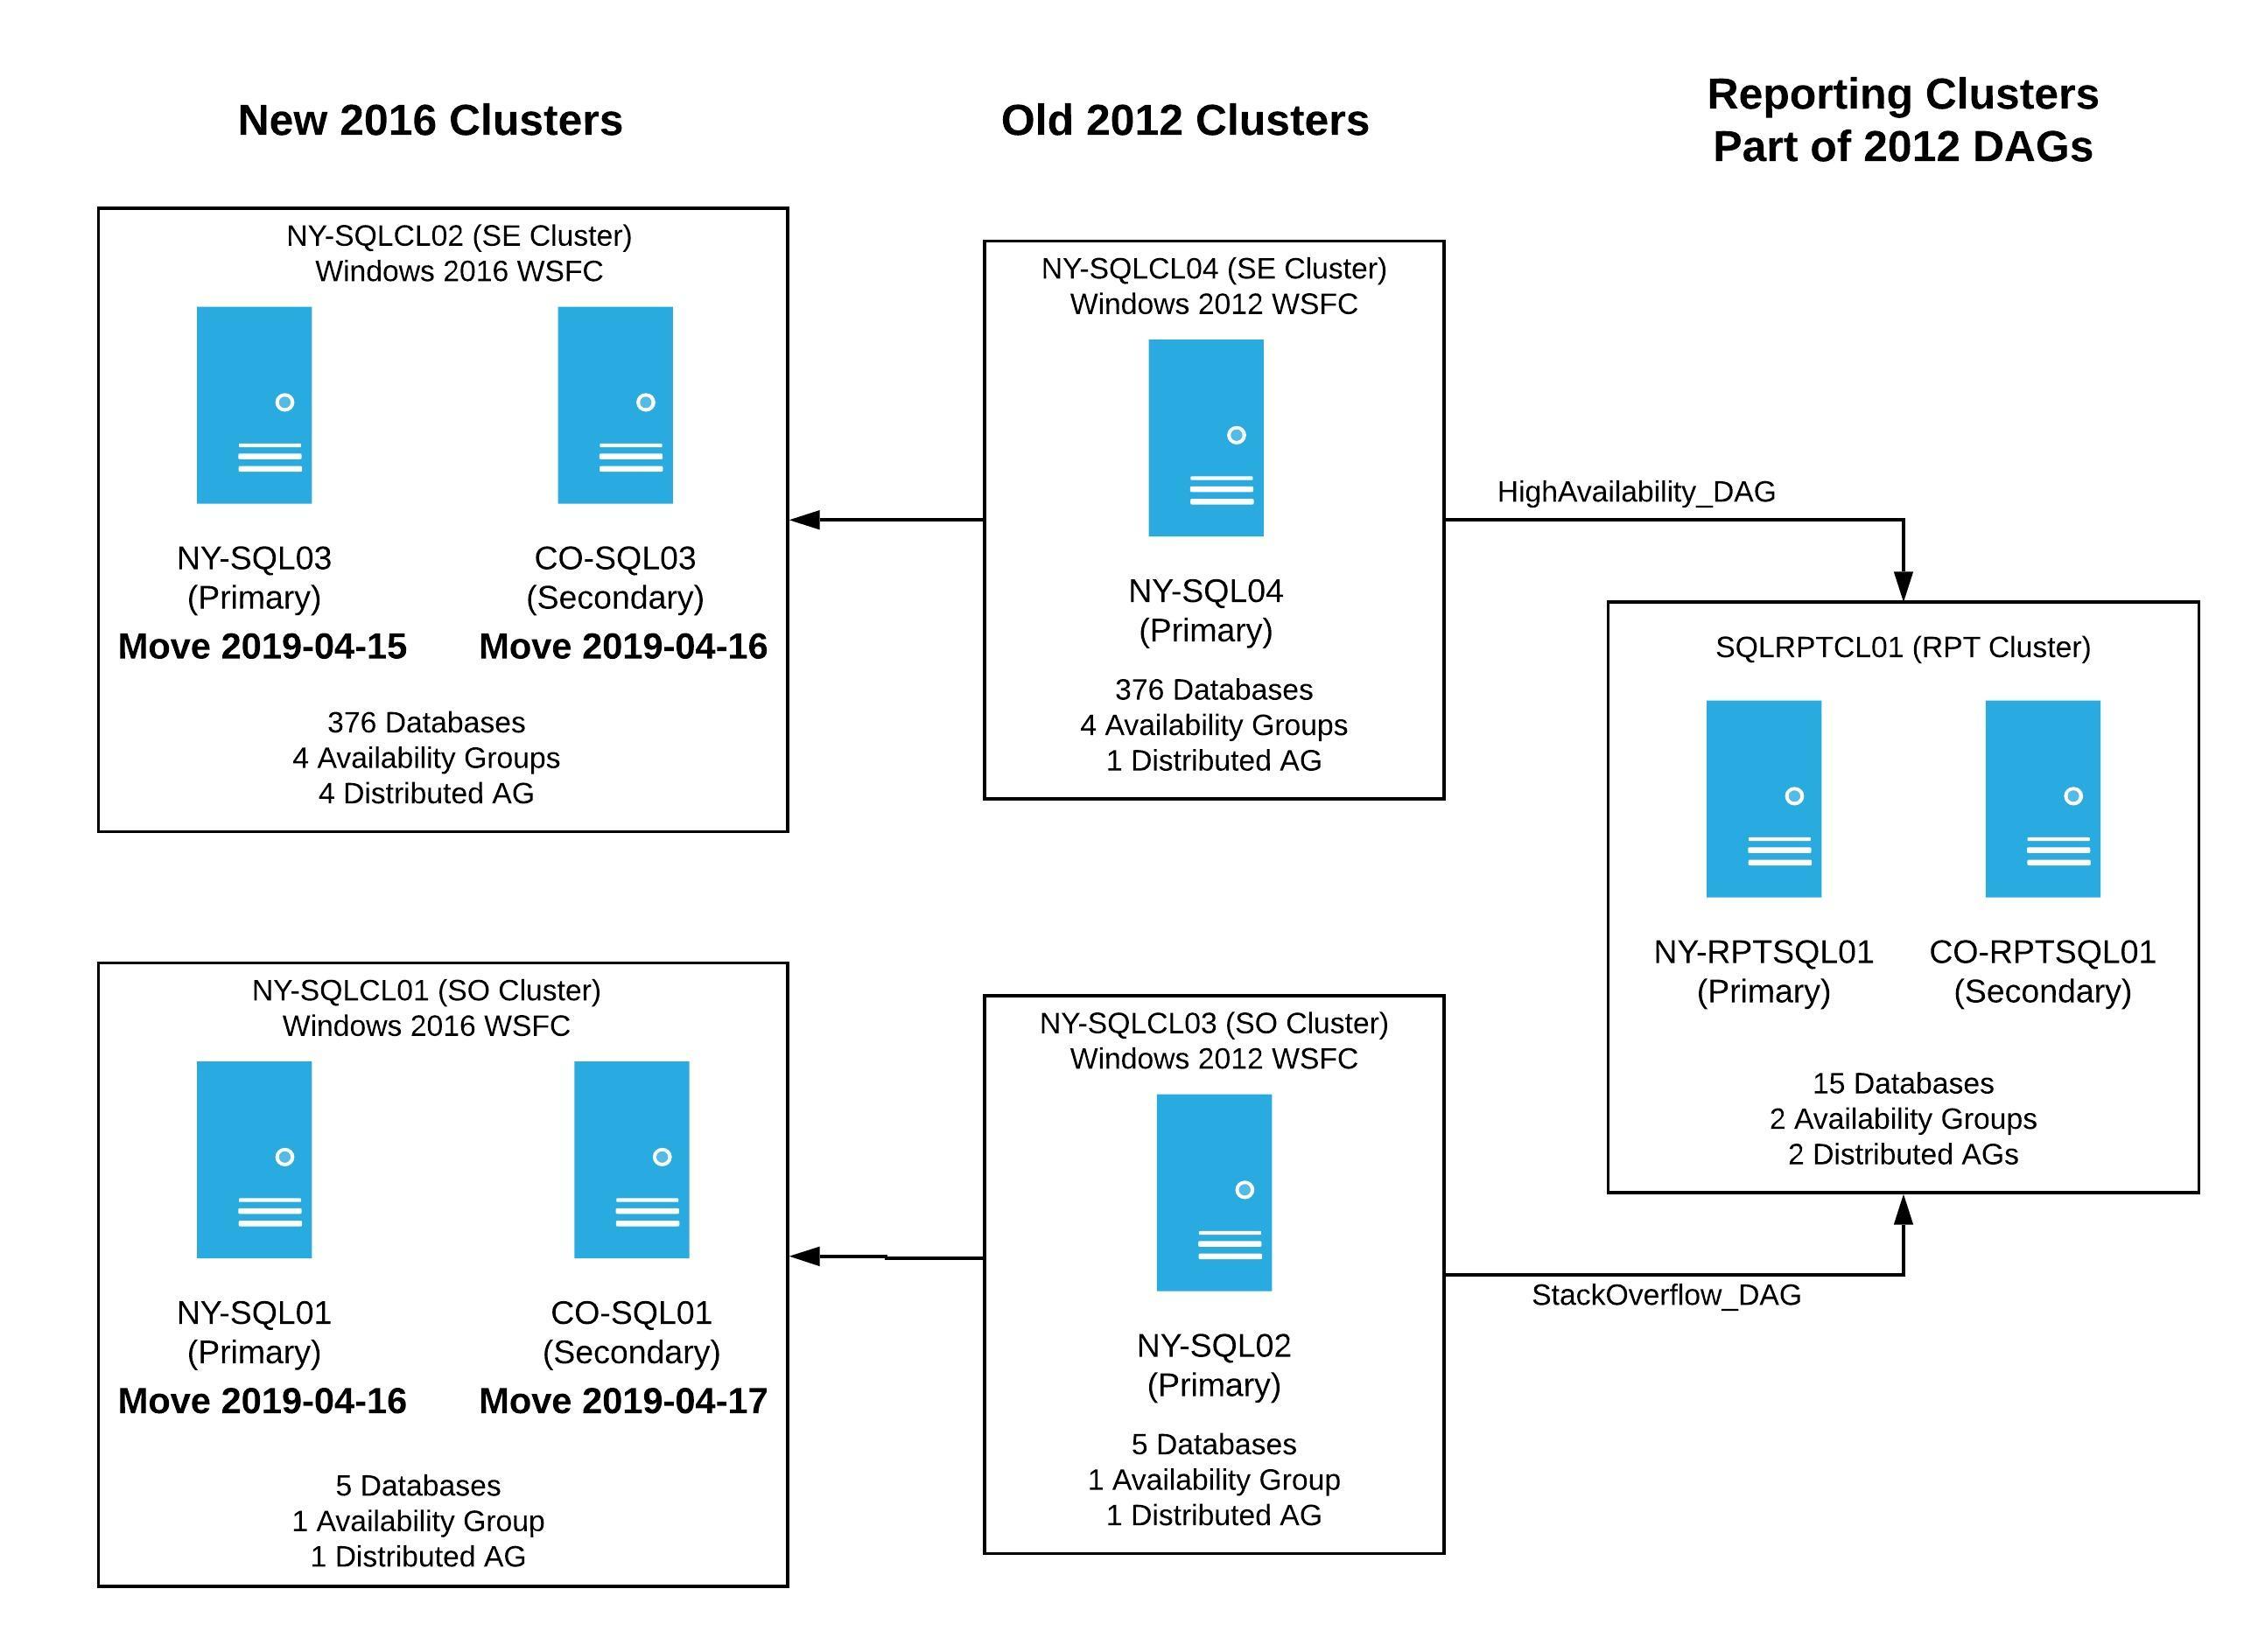 New 2016 Clusters
Old 2012 Clusters
Reporting Clusters
Part of 2012 DAGs
NY-SQLCL02 (SE Cluster)
Windows 2016 WSFC
NY-SQL03
(Primary)
Move 2019-04-15
CO-SQL03
(Secondary)
Move 2019-04-16
376 Databases
4 Availability Groups
4 Distributed AG
NY-SQLCL04 (SE Cluster)
Windows 2012 WSFC
NY-SQL04
(Primary)
376 Databases
4 Availability Groups
1 Distributed AG
HighAvailability_DAG
SQLRPTCL01 (RPT Cluster)
NY-RPTSQL01
(Primary)
CO-RPTSQL01
(Secondary)
15 Databases
2 Availability Groups
2 Distributed AGs
NY-SQLCL01 (SO Cluster)
Windows 2016 WSFC
NY-SQL01
(Primary)
Move 2019-04-16
CO-SQL01
(Secondary)
Move 2019-04-17
5 Databases
1 Availability Group
1 Distributed AG
NY-SQLCL03 (SO Cluster)
Windows 2012 WSFC
NY-SQL02
(Primary)
5 Databases
1 Availability Group
1 Distributed AG
StackOverflow_DAG